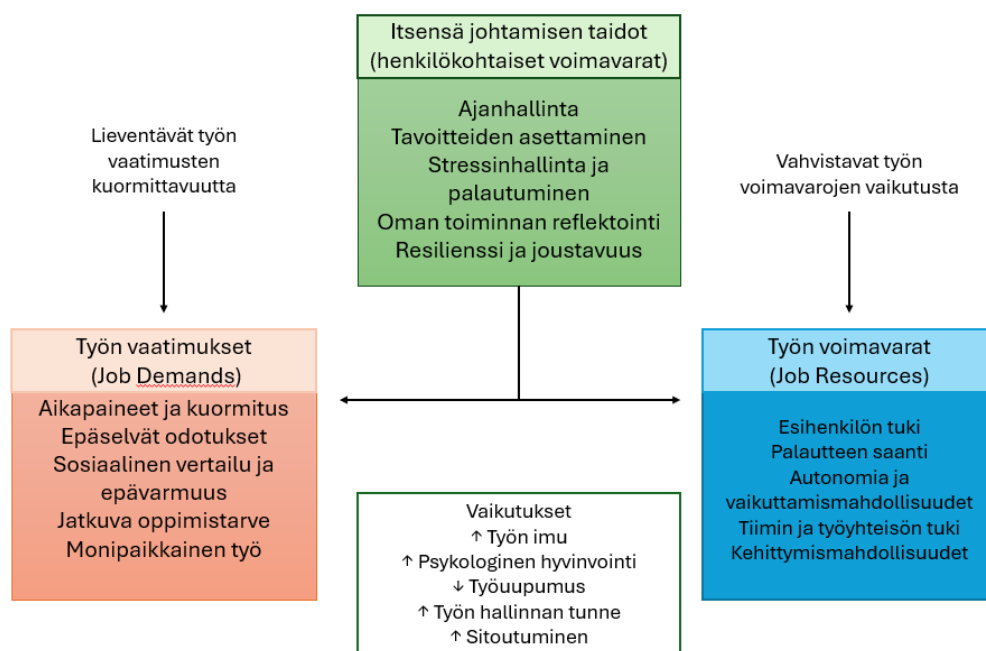 Itsensä johtamisen taidot
(henkilökohtaiset voimavarat)
Ajanhallinta
Tavoitteiden asettaminen
Stressinhallinta ja
palautuminen
Oman toiminnan reflektointi
Resilienssi ja joustavuus
Lieventävät työn
vaatimusten
kuormittavuutta
Vahvistavat työn
voimavarojen vaikutusta
Työn vaatimukset
(Job Demands)
Aikapaineet ja kuormitus
Epäselvät odotukset
Sosiaalinen vertailu ja
epävarmuus
Jatkuva oppimistarve
Monipaikkainen työ
Työn voimavarat
(Job Resources)
Esihenkilön tuki
Palautteen saanti
Autonomia ja
vaikuttamismahdollisuudet
Tiimin ja työyhteisön tuki
Kehittymismahdollisuudet
Vaikutukset
↑ Työn imu
↑ Psykologinen hyvinvointi
↓ Työuupumus
↑ Työn hallinnan tunne
↑ Sitoutuminen